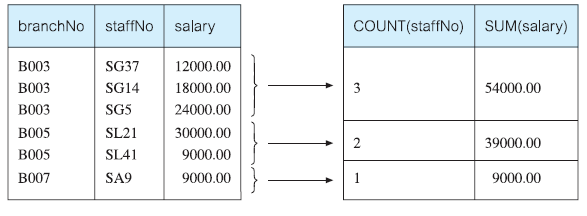 branchNo staffNo salary COUNT(staffNo) SUM(salary)
B003 SG37 12000.00
B003 SG14 18000.00 3 54000.00
B003 SG5 24000.00
B005 SL21 30000.00
B005 SL41 9000.00 2 39000.00
B007 SA9 9000.00 1 9000.00